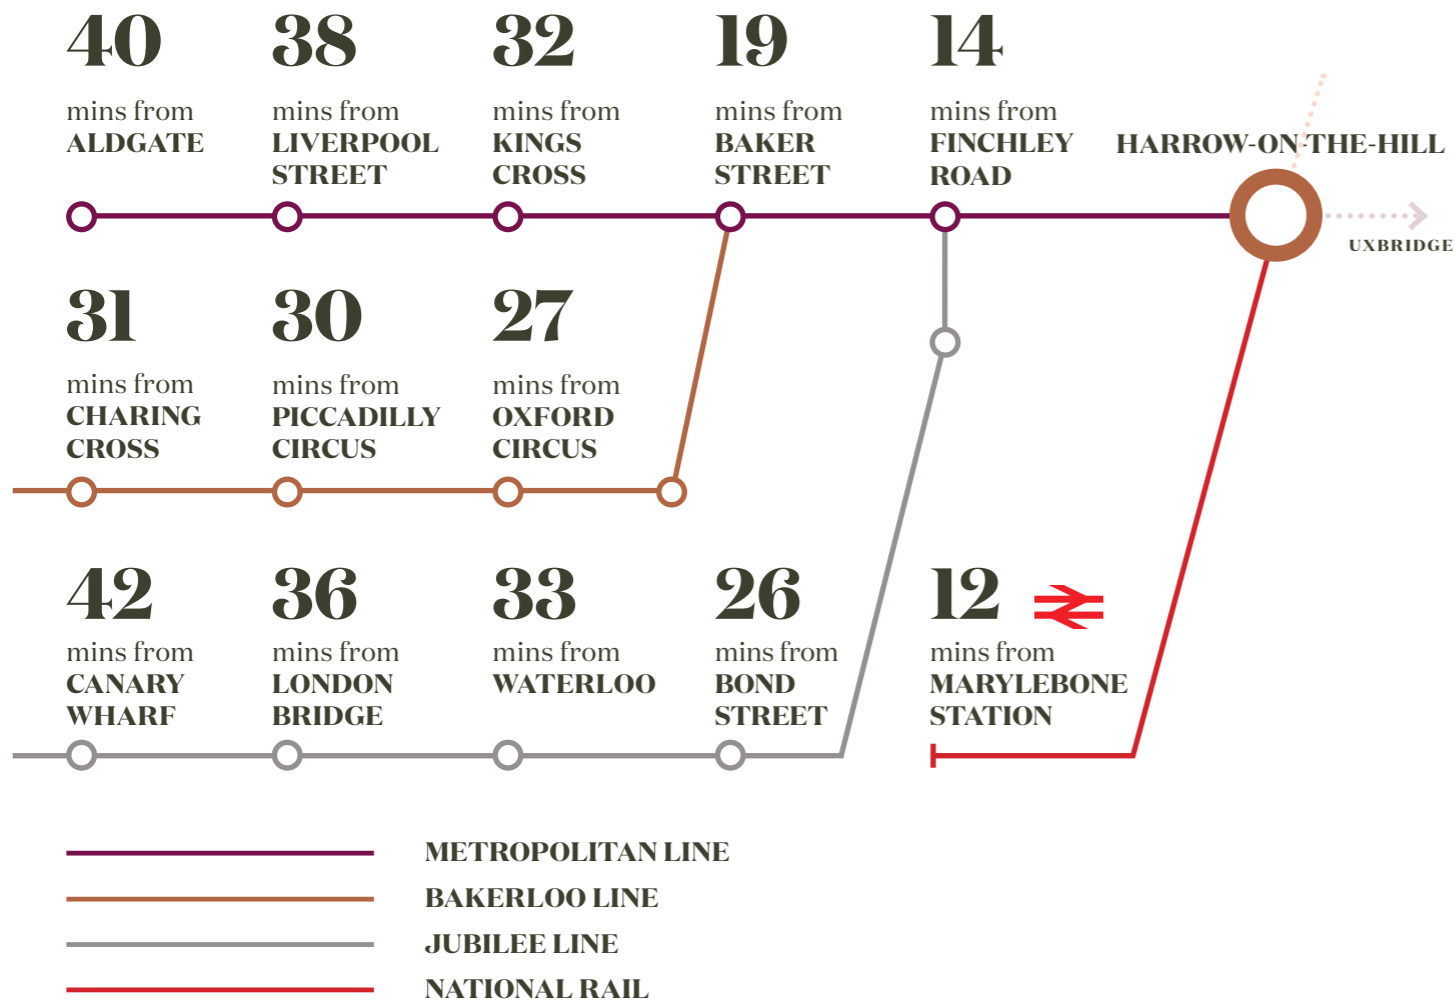 40
mins from
ALDGATE
38
mins from
LIVERPOOL
STREET
32
mins from
KINGS
CROSS
19
mins from
BAKER
STREET
14
mins from
FINCHLEY
ROAD
HARROW-ON-THE-HILL
UXBRIDGE
31
mins from
CHARING
CROSS
30
mins from
PICCADILLY
CIRCUS
27
mins from
OXFORD
CIRCUS
42
mins from
CANARY
WHARF
36
mins from
LONDON
BRIDGE
33
mins from
WATERLOO
26
mins from
BOND
STREET
12
mins from
MARYLEBONE
STATION
METROPOLITAN LINE
BAKERLOO LINE
JUBILEE LINE
NATIONAL RAIL